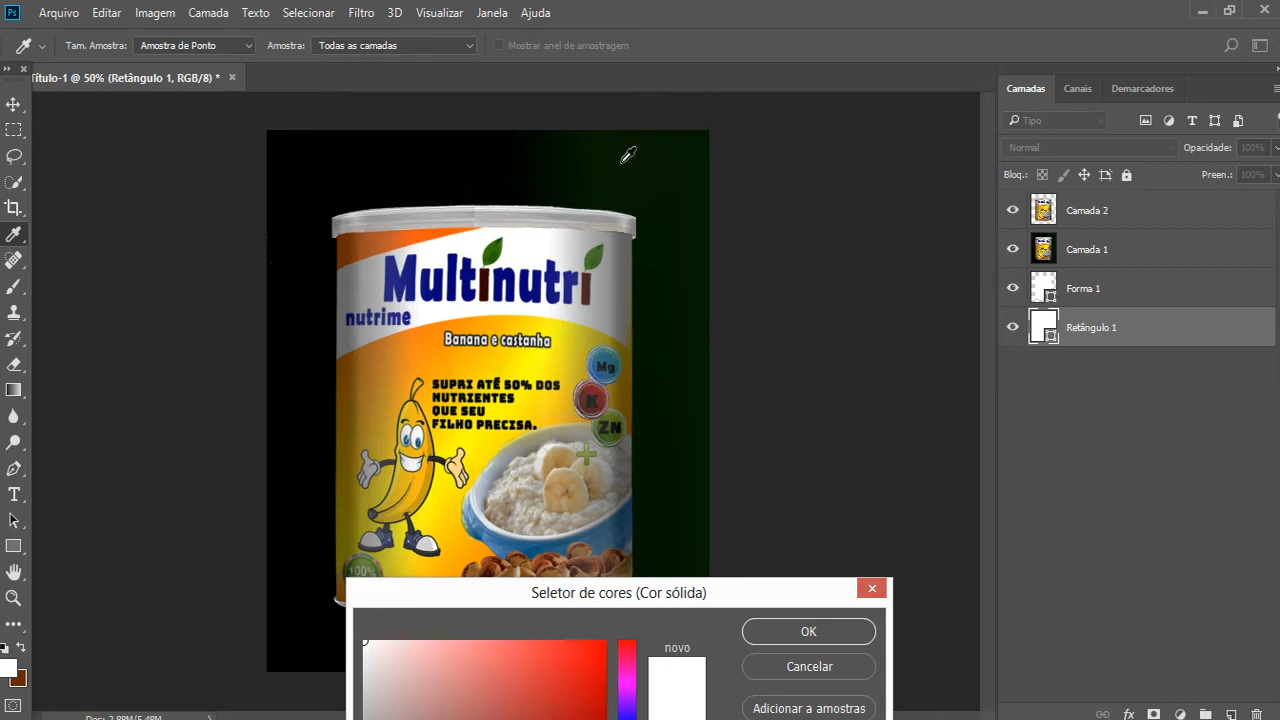 Ps Arquivo Editar Imagem Camada Texto Selecionar Filtro 3D Visualizar Janela Ajuda
Tam. Amostra: Amostra de Ponto Amostra: Todas as camadas Mostrar anel de amostragem
Título-1 @ 50% (Retângulo 1, RGB/8) * ×
Camadas Canais Demarcadores
Tipo
Normal Opacidade: 100%
Bloq.: Preen.: 100%
Camada 2
Camada 1
Forma 1
Retângulo 1
Multinutri
nutrime
Banana e castanha
Mg
SUPRI ATÉ 50% DOS
NUTRIENTES
QUE SEU
FILHO PRECISA.
K
ZN
+
100%
Seletor de cores (Cor sólida)
OK
novo
Cancelar
Adicionar a amostras
T
fx